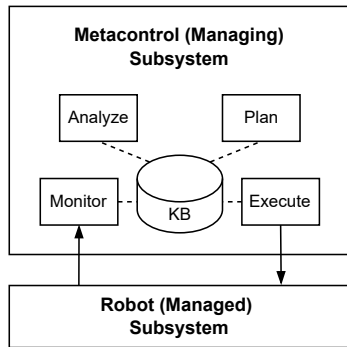 Metacontrol (Managing)
Subsystem
Analyze
Plan
Monitor
KB
Execute
Robot (Managed)
Subsystem